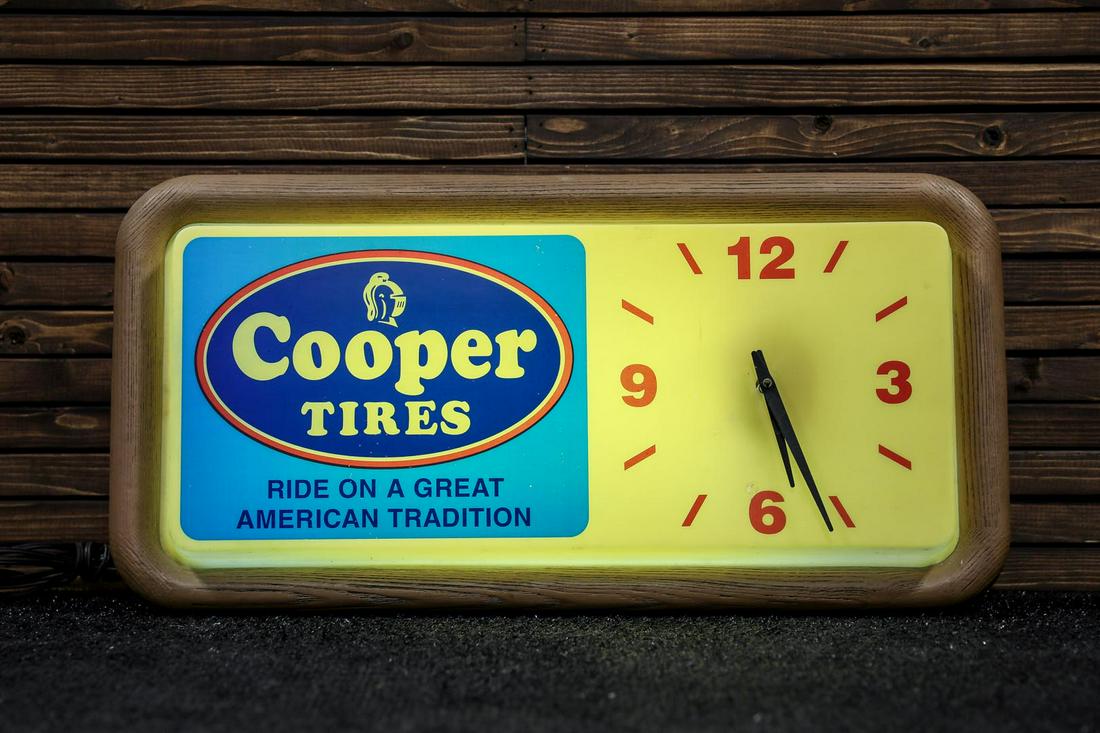 Cooper
TIRES
RIDE ON A GREAT
AMERICAN TRADITION
12
9
3
6